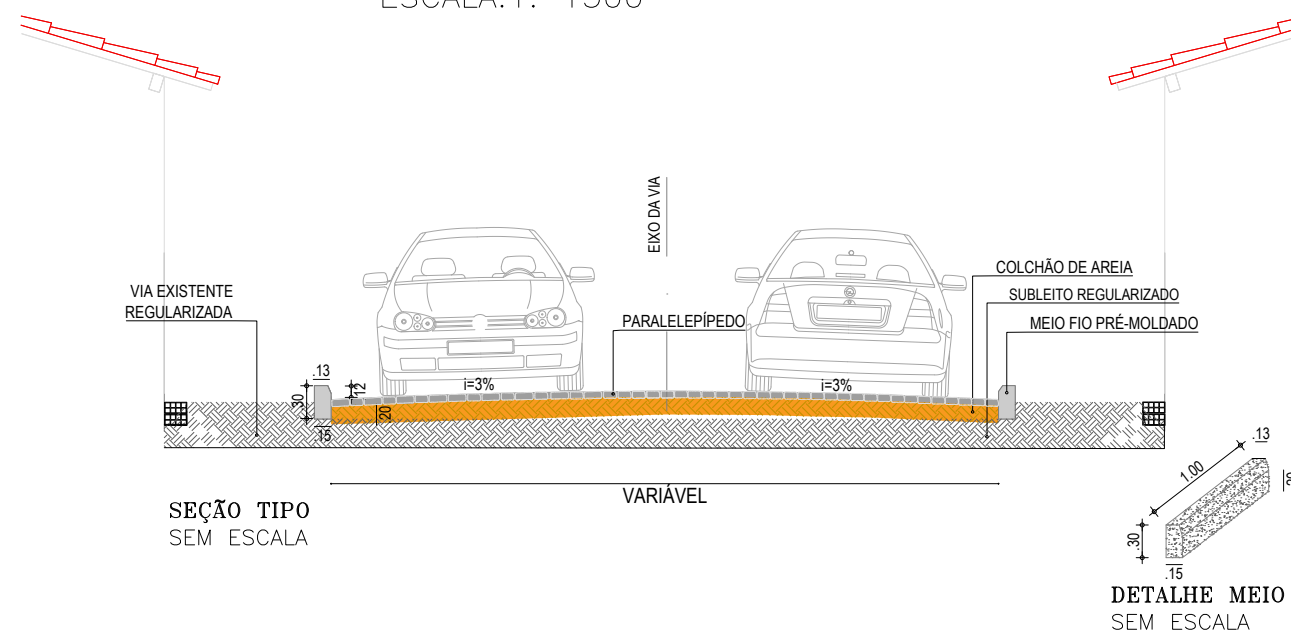 EIXO DA VIA
COLCHÃO DE AREIA
VIA EXISTENTE
REGULARIZADA
SUBLEITO REGULARIZADO
PARALELEPÍPEDO
MEIO FIO PRÉ-MOLDADO
.13
12
i=3%
i=3%
.30
.20
.15
.13
1.00
VARIÁVEL
SEÇÃO TIPO
SEM ESCALA
.30
.15
DETALHE MEIO
SEM ESCALA